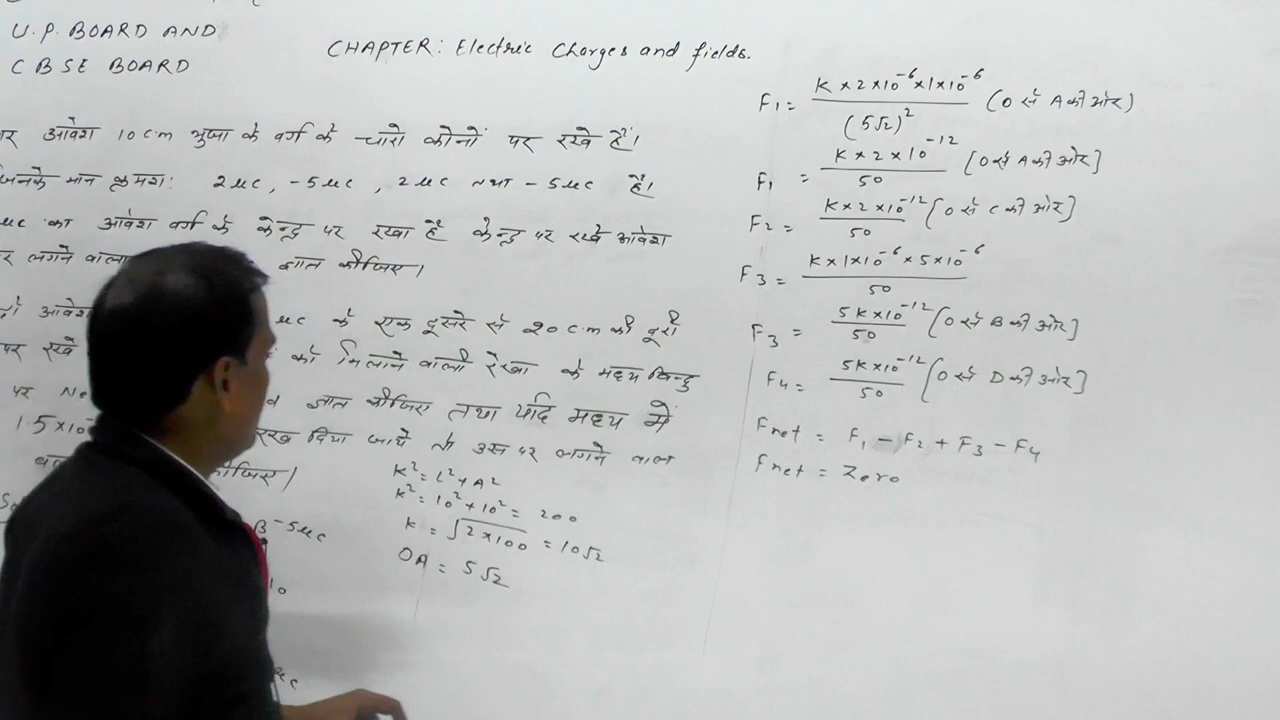 U.P. BOARD AND
CBSE BOARD
CHAPTER: Electric Charges and fields.
आवेश 10 cm भुजा के वर्ग के चारो कोनों पर रखे हैं।
जिनके मान क्रमशः 2μc, -5μc, 2μc तथा -5μc हैं।
μc का आवेश वर्ग के केन्द्र पर रखा है केन्द्र पर रखे आवेश
लगने वाला ज्ञात कीजिए।
μc के एक दूसरे से 20 c.m की दूरी
पर रखे को मिलाने वाली रेखा के मध्य बिन्दु
पर ज्ञात कीजिए तथा यदि मध्य में
1.5×10 रख दिया जाये तो उस पर लगने वाला
कीजिए।
B -5μc
10
μc
K² = L² + A²
K² = 10² + 10² = 200
K = √2×100 = 10√2
OA = 5√2
F1 = K×2×10⁻⁶×1×10⁻⁶ / (5√2)² (O से A की ओर)
F1 = K×2×10⁻¹² / 50 [O से A की ओर]
F2 = K×2×10⁻¹² / 50 [O से C की ओर]
F3 = K×1×10⁻⁶×5×10⁻⁶ / 50
F3 = 5K×10⁻¹² / 50 [O से B की ओर]
F4 = 5K×10⁻¹² / 50 [O से D की ओर]
Fnet = F1 - F2 + F3 - F4
Fnet = Zero